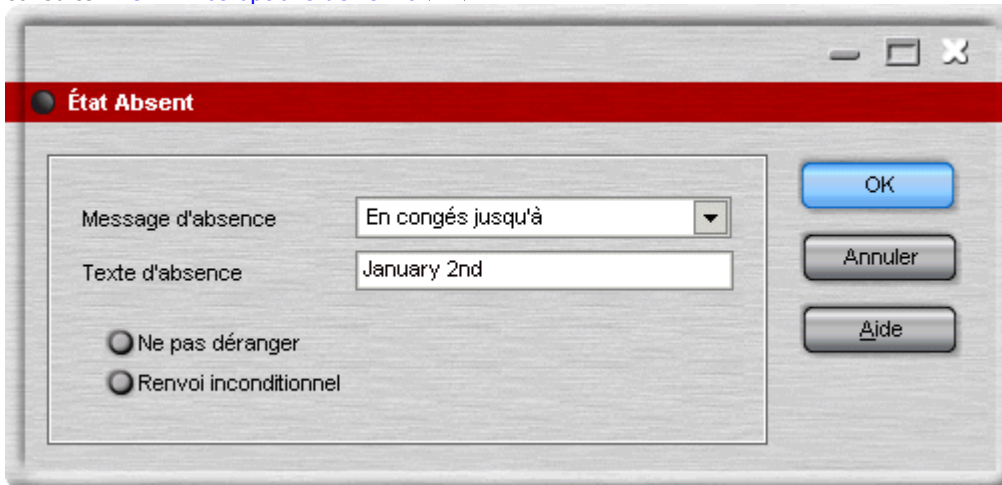 État Absent
Message d'absence
En congés jusqu'à
Texte d'absence
January 2nd
Ne pas déranger
Renvoi inconditionnel
OK
Annuler
Aide